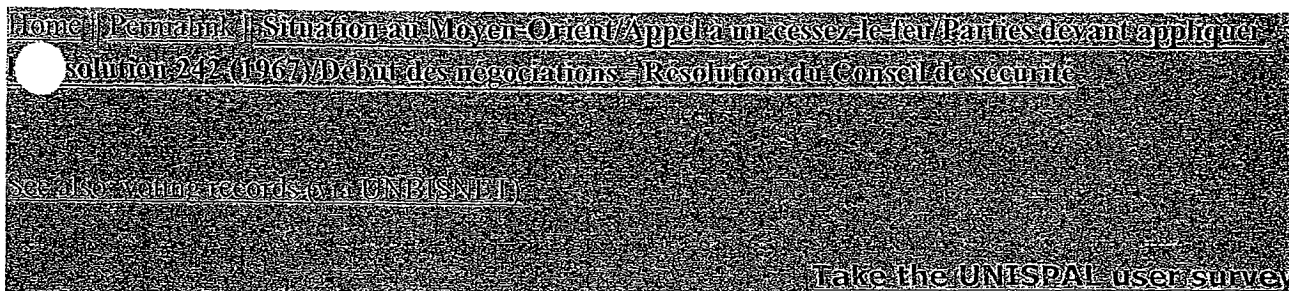 Home || Permalink || Situation au Moyen-Orient/Appel a un cessez-le-feu/Parties devant appliquer
solution 242 (1967)/Debut des negociations - Resolution du Conseil de securite
See also: voting records (via UNBISNET)
Take the UNISPAL user survey